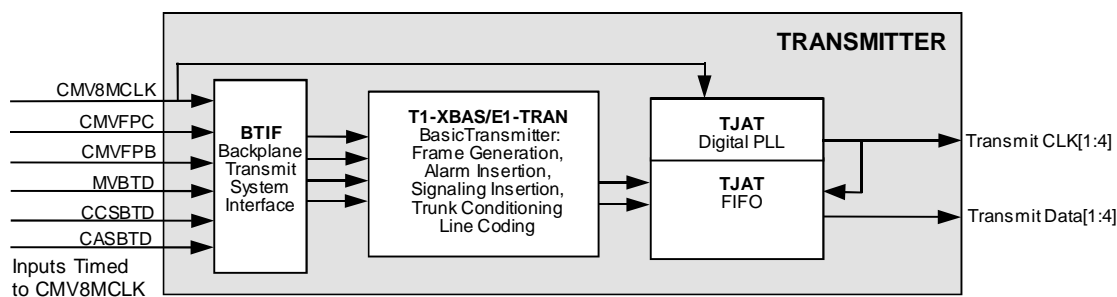 TRANSMITTER
CMV8MCLK
CMVFPC
CMVFPB
MVBTD
CCSBTD
CASBTD
Inputs Timed
to CMV8MCLK
BTIF
Backplane
Transmit
System
Interface
T1-XBAS/E1-TRAN
BasicTransmitter:
Frame Generation,
Alarm Insertion,
Signaling Insertion,
Trunk Conditioning
Line Coding
TJAT
Digital PLL
TJAT
FIFO
Transmit CLK[1:4]
Transmit Data[1:4]